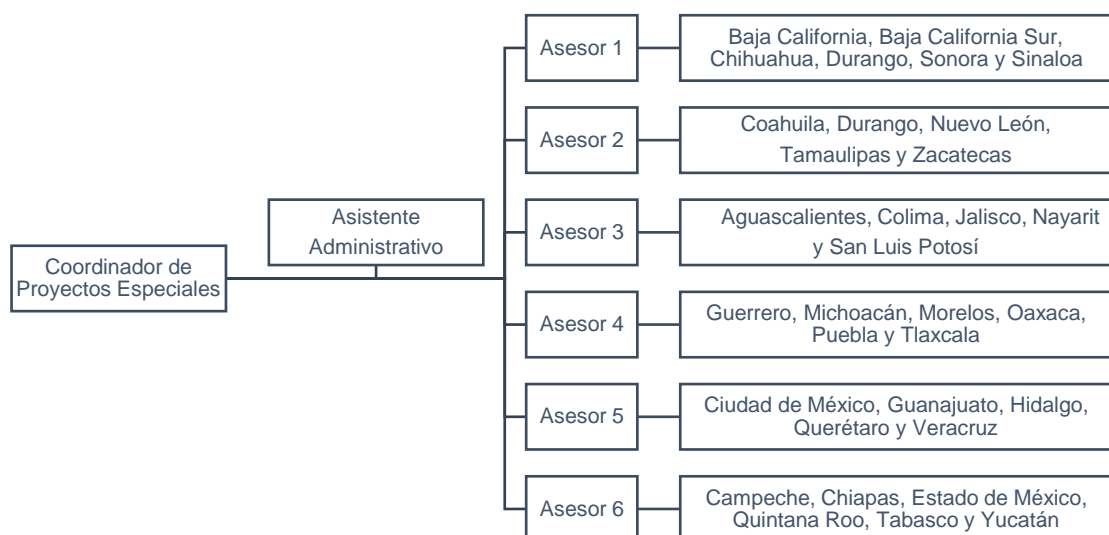 Coordinador de
Proyectos Especiales
Asistente
Administrativo
Asesor 1
Baja California, Baja California Sur,
Chihuahua, Durango, Sonora y Sinaloa
Asesor 2
Coahuila, Durango, Nuevo León,
Tamaulipas y Zacatecas
Asesor 3
Aguascalientes, Colima, Jalisco, Nayarit
y San Luis Potosí
Asesor 4
Guerrero, Michoacán, Morelos, Oaxaca,
Puebla y Tlaxcala
Asesor 5
Ciudad de México, Guanajuato, Hidalgo,
Querétaro y Veracruz
Asesor 6
Campeche, Chiapas, Estado de México,
Quintana Roo, Tabasco y Yucatán